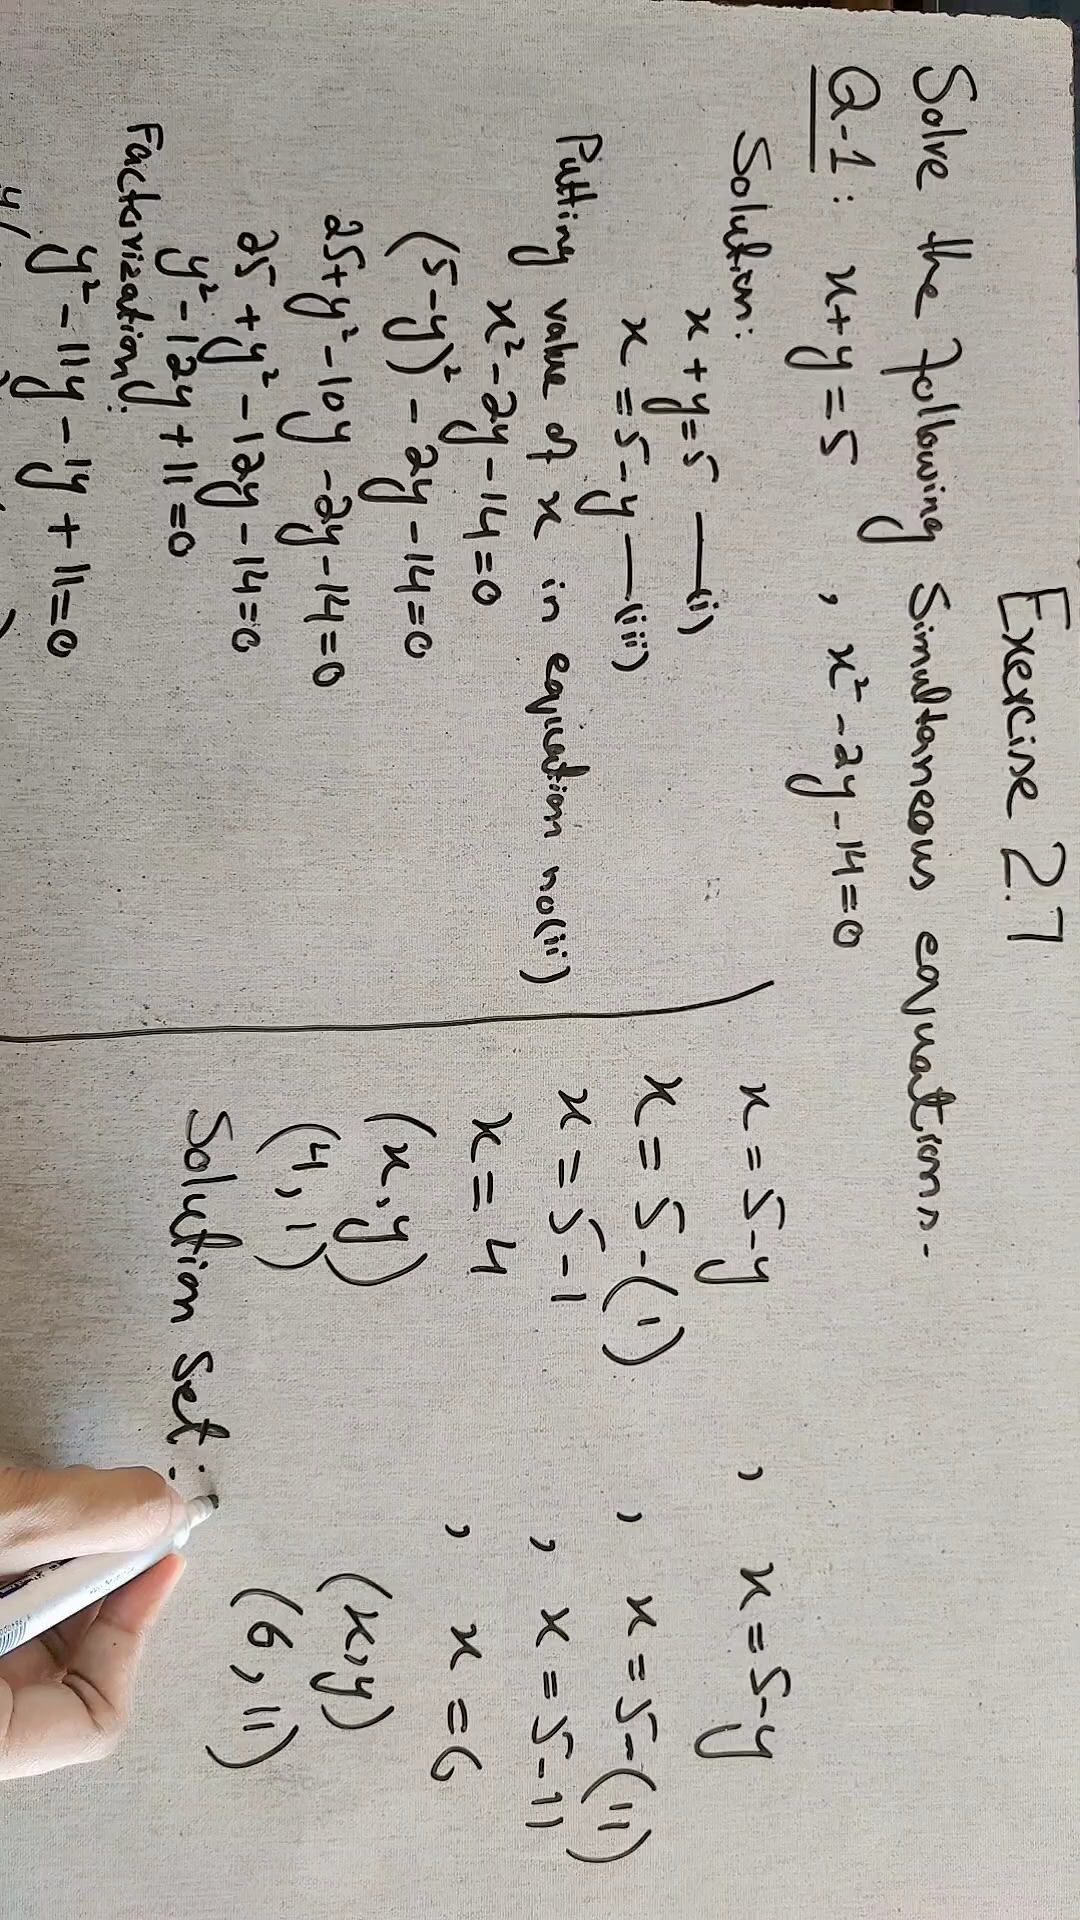 Exercise 2.7
Solve the following Simultaneous equations.
Q-1: x+y=5 , x²-2y-14=0
Solution:
x+y=5 —(i)
x=5-y —(iii)
Putting value of x in equation no(ii)
x²-2y-14=0
(5-y)²-2y-14=0
25+y²-10y-2y-14=0
25+y²-12y-14=0
y²-12y+11=0
Factorization:
y²-11y-1y+11=0
x=5-y , x=5-y
x=5-(1) , x=5-(11)
x=5-1 , x=5-11
x=4 , x=6
(x,y) (x,y)
(4,1) (6,11)
Solution Set: